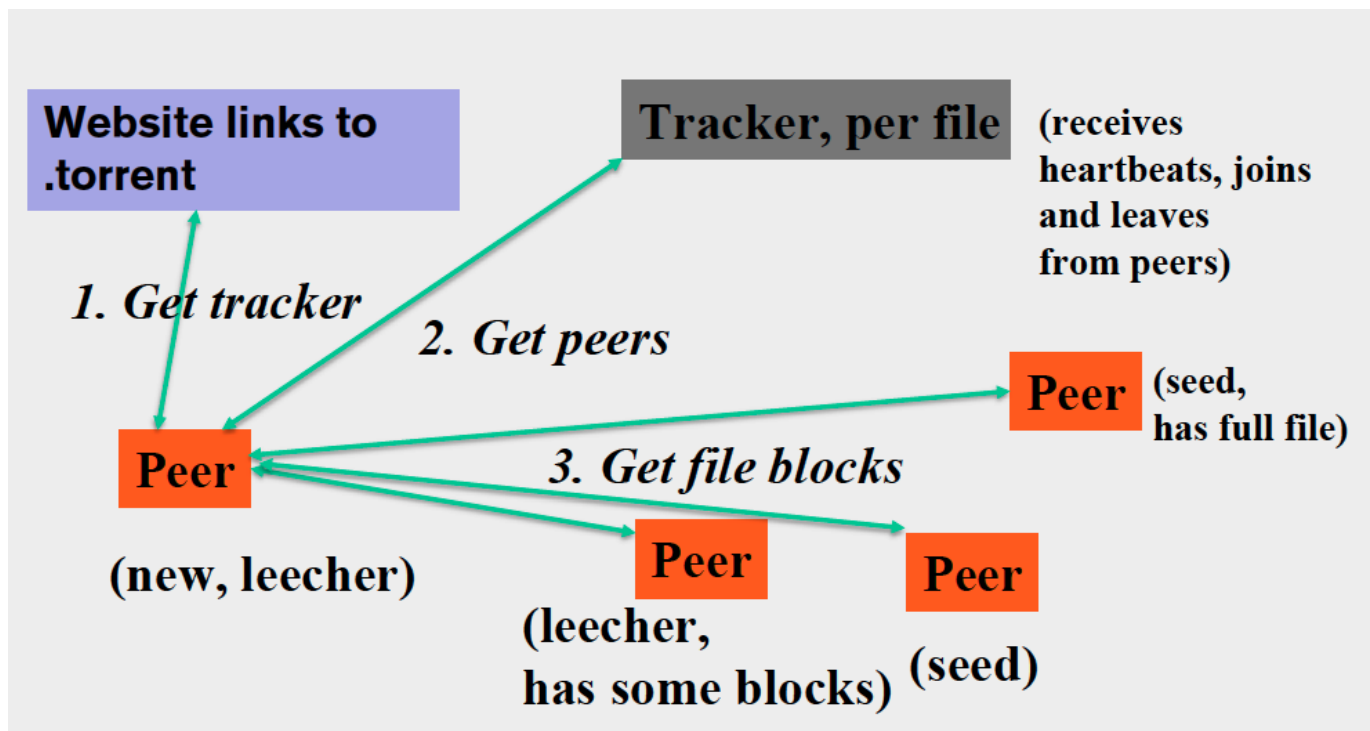 Website links to
.torrent
Tracker, per file
(receives
heartbeats, joins
and leaves
from peers)
1. Get tracker
2. Get peers
Peer
(seed,
has full file)
Peer
3. Get file blocks
(new, leecher)
Peer
(leecher,
has some blocks)
Peer
(seed)